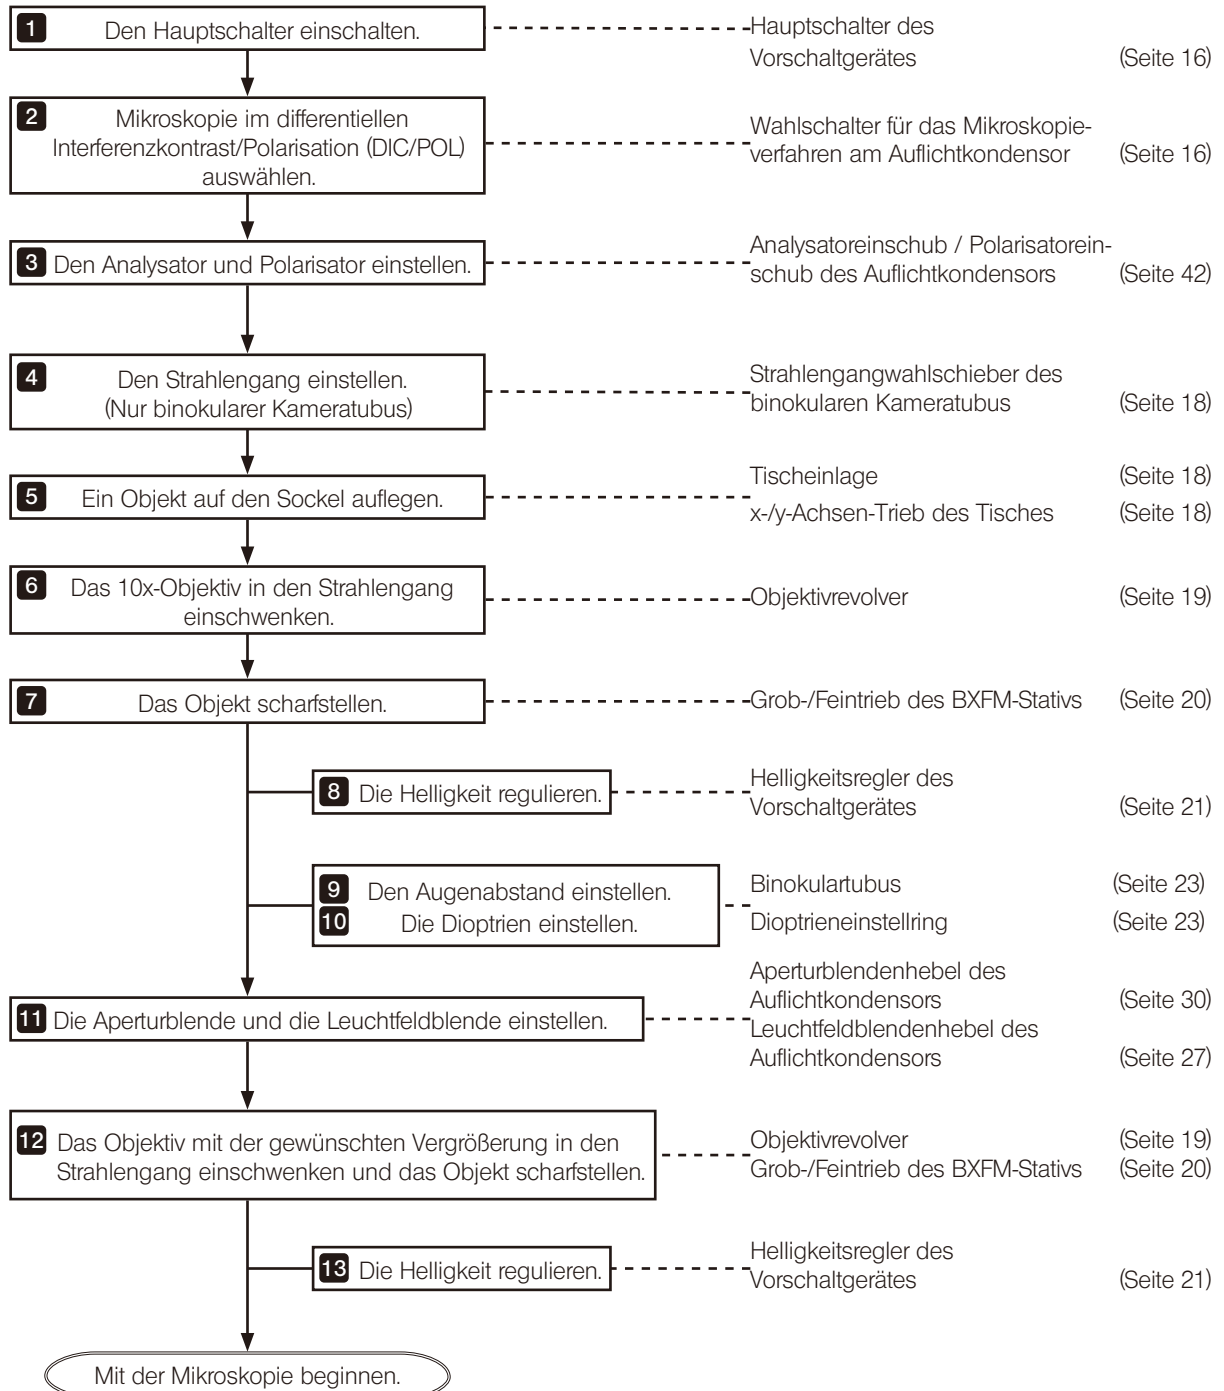 1 Den Hauptschalter einschalten.
Hauptschalter des
Vorschaltgerätes (Seite 16)
2 Mikroskopie im differentiellen
Interferenzkontrast/Polarisation (DIC/POL)
auswählen.
Wahlschalter für das Mikroskopie-
verfahren am Auflichtkondensor (Seite 16)
3 Den Analysator und Polarisator einstellen.
Analysatoreinschub / Polarisatorein-
schub des Auflichtkondensors (Seite 42)
4 Den Strahlengang einstellen.
(Nur binokularer Kameratubus)
Strahlengangwahlschieber des
binokularen Kameratubus (Seite 18)
5 Ein Objekt auf den Sockel auflegen.
Tischeinlage (Seite 18)
x-/y-Achsen-Trieb des Tisches (Seite 18)
6 Das 10x-Objektiv in den Strahlengang
einschwenken.
Objektivrevolver (Seite 19)
7 Das Objekt scharfstellen.
Grob-/Feintrieb des BXFM-Stativs (Seite 20)
8 Die Helligkeit regulieren.
Helligkeitsregler des
Vorschaltgerätes (Seite 21)
9 Den Augenabstand einstellen.
10 Die Dioptrien einstellen.
Binokulartubus (Seite 23)
Dioptrieneinstellring (Seite 23)
11 Die Aperturblende und die Leuchtfeldblende einstellen.
Aperturblendenhebel des
Auflichtkondensors (Seite 30)
Leuchtfeldblendenhebel des
Auflichtkondensors (Seite 27)
12 Das Objektiv mit der gewünschten Vergrößerung in den
Strahlengang einschwenken und das Objekt scharfstellen.
Objektivrevolver (Seite 19)
Grob-/Feintrieb des BXFM-Stativs (Seite 20)
13 Die Helligkeit regulieren.
Helligkeitsregler des
Vorschaltgerätes (Seite 21)
Mit der Mikroskopie beginnen.